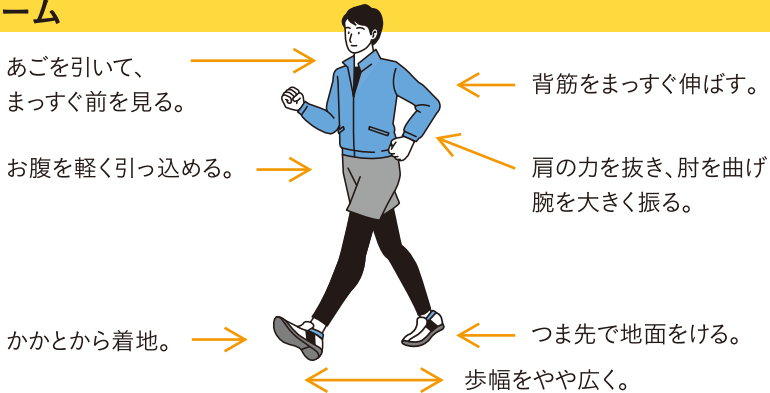 ーム
あごを引いて、
まっすぐ前を見る。
背筋をまっすぐ伸ばす。
お腹を軽く引っ込める。
肩の力を抜き、肘を曲げ
腕を大きく振る。
かかとから着地。
つま先で地面をける。
歩幅をやや広く。